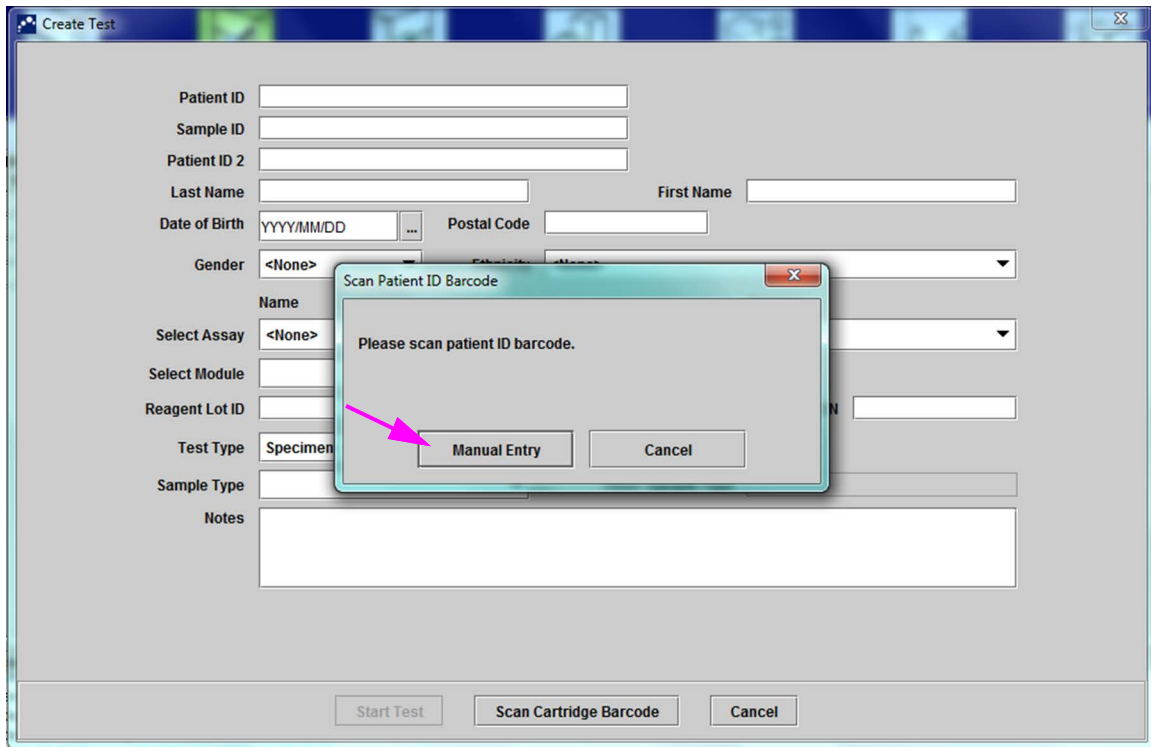 Create Test
Patient ID
Sample ID
Patient ID 2
Last Name First Name
Date of Birth YYYY/MM/DD ... Postal Code
Gender <None> Ethnicity <None>
Scan Patient ID Barcode
Name
Select Assay <None>
Please scan patient ID barcode.
Select Module
Reagent Lot ID N
Manual Entry Cancel
Test Type Specimen
Sample Type
Notes
Start Test Scan Cartridge Barcode Cancel